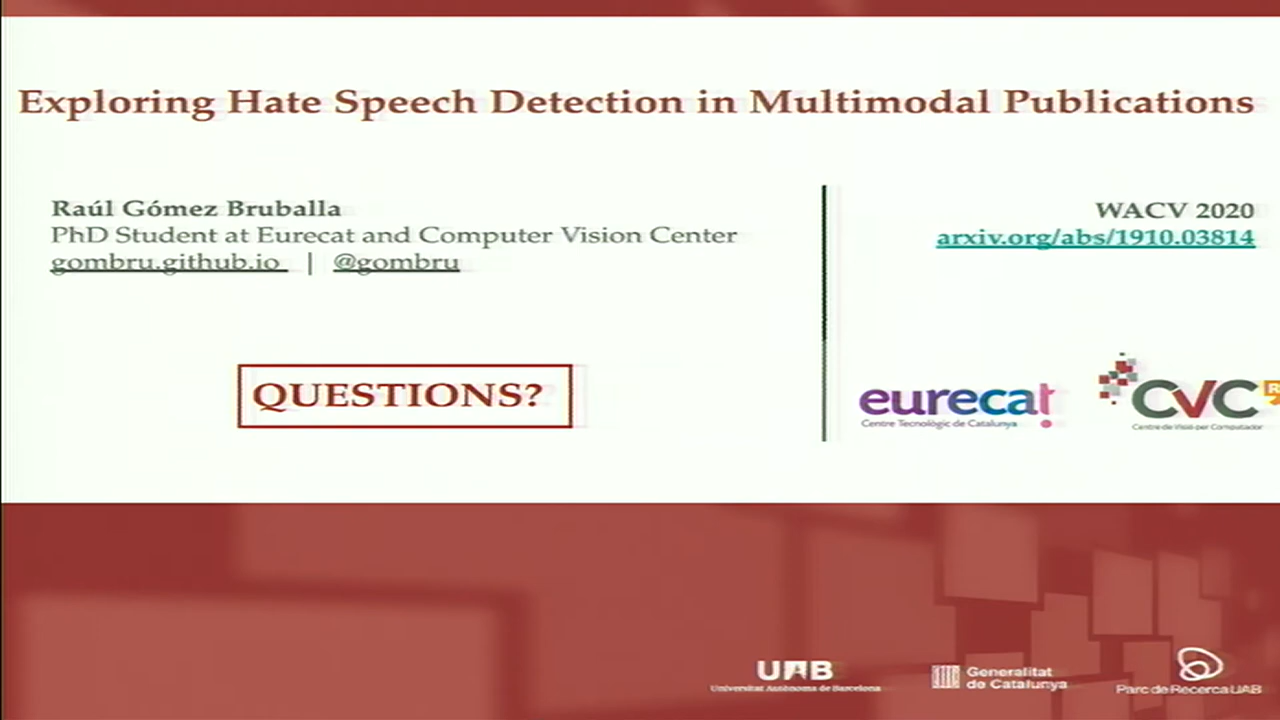 Exploring Hate Speech Detection in Multimodal Publications
Raúl Gómez Bruballa
PhD Student at Eurecat and Computer Vision Center
gombru.github.io | @gombru
WACV 2020
arxiv.org/abs/1910.03814
QUESTIONS?
eurecat
Centre Tecnològic de Catalunya
CVC
R
Centre de Visió per Computador
UAB
Universitat Autònoma de Barcelona
Generalitat
de Catalunya
Parc de Recerca UAB